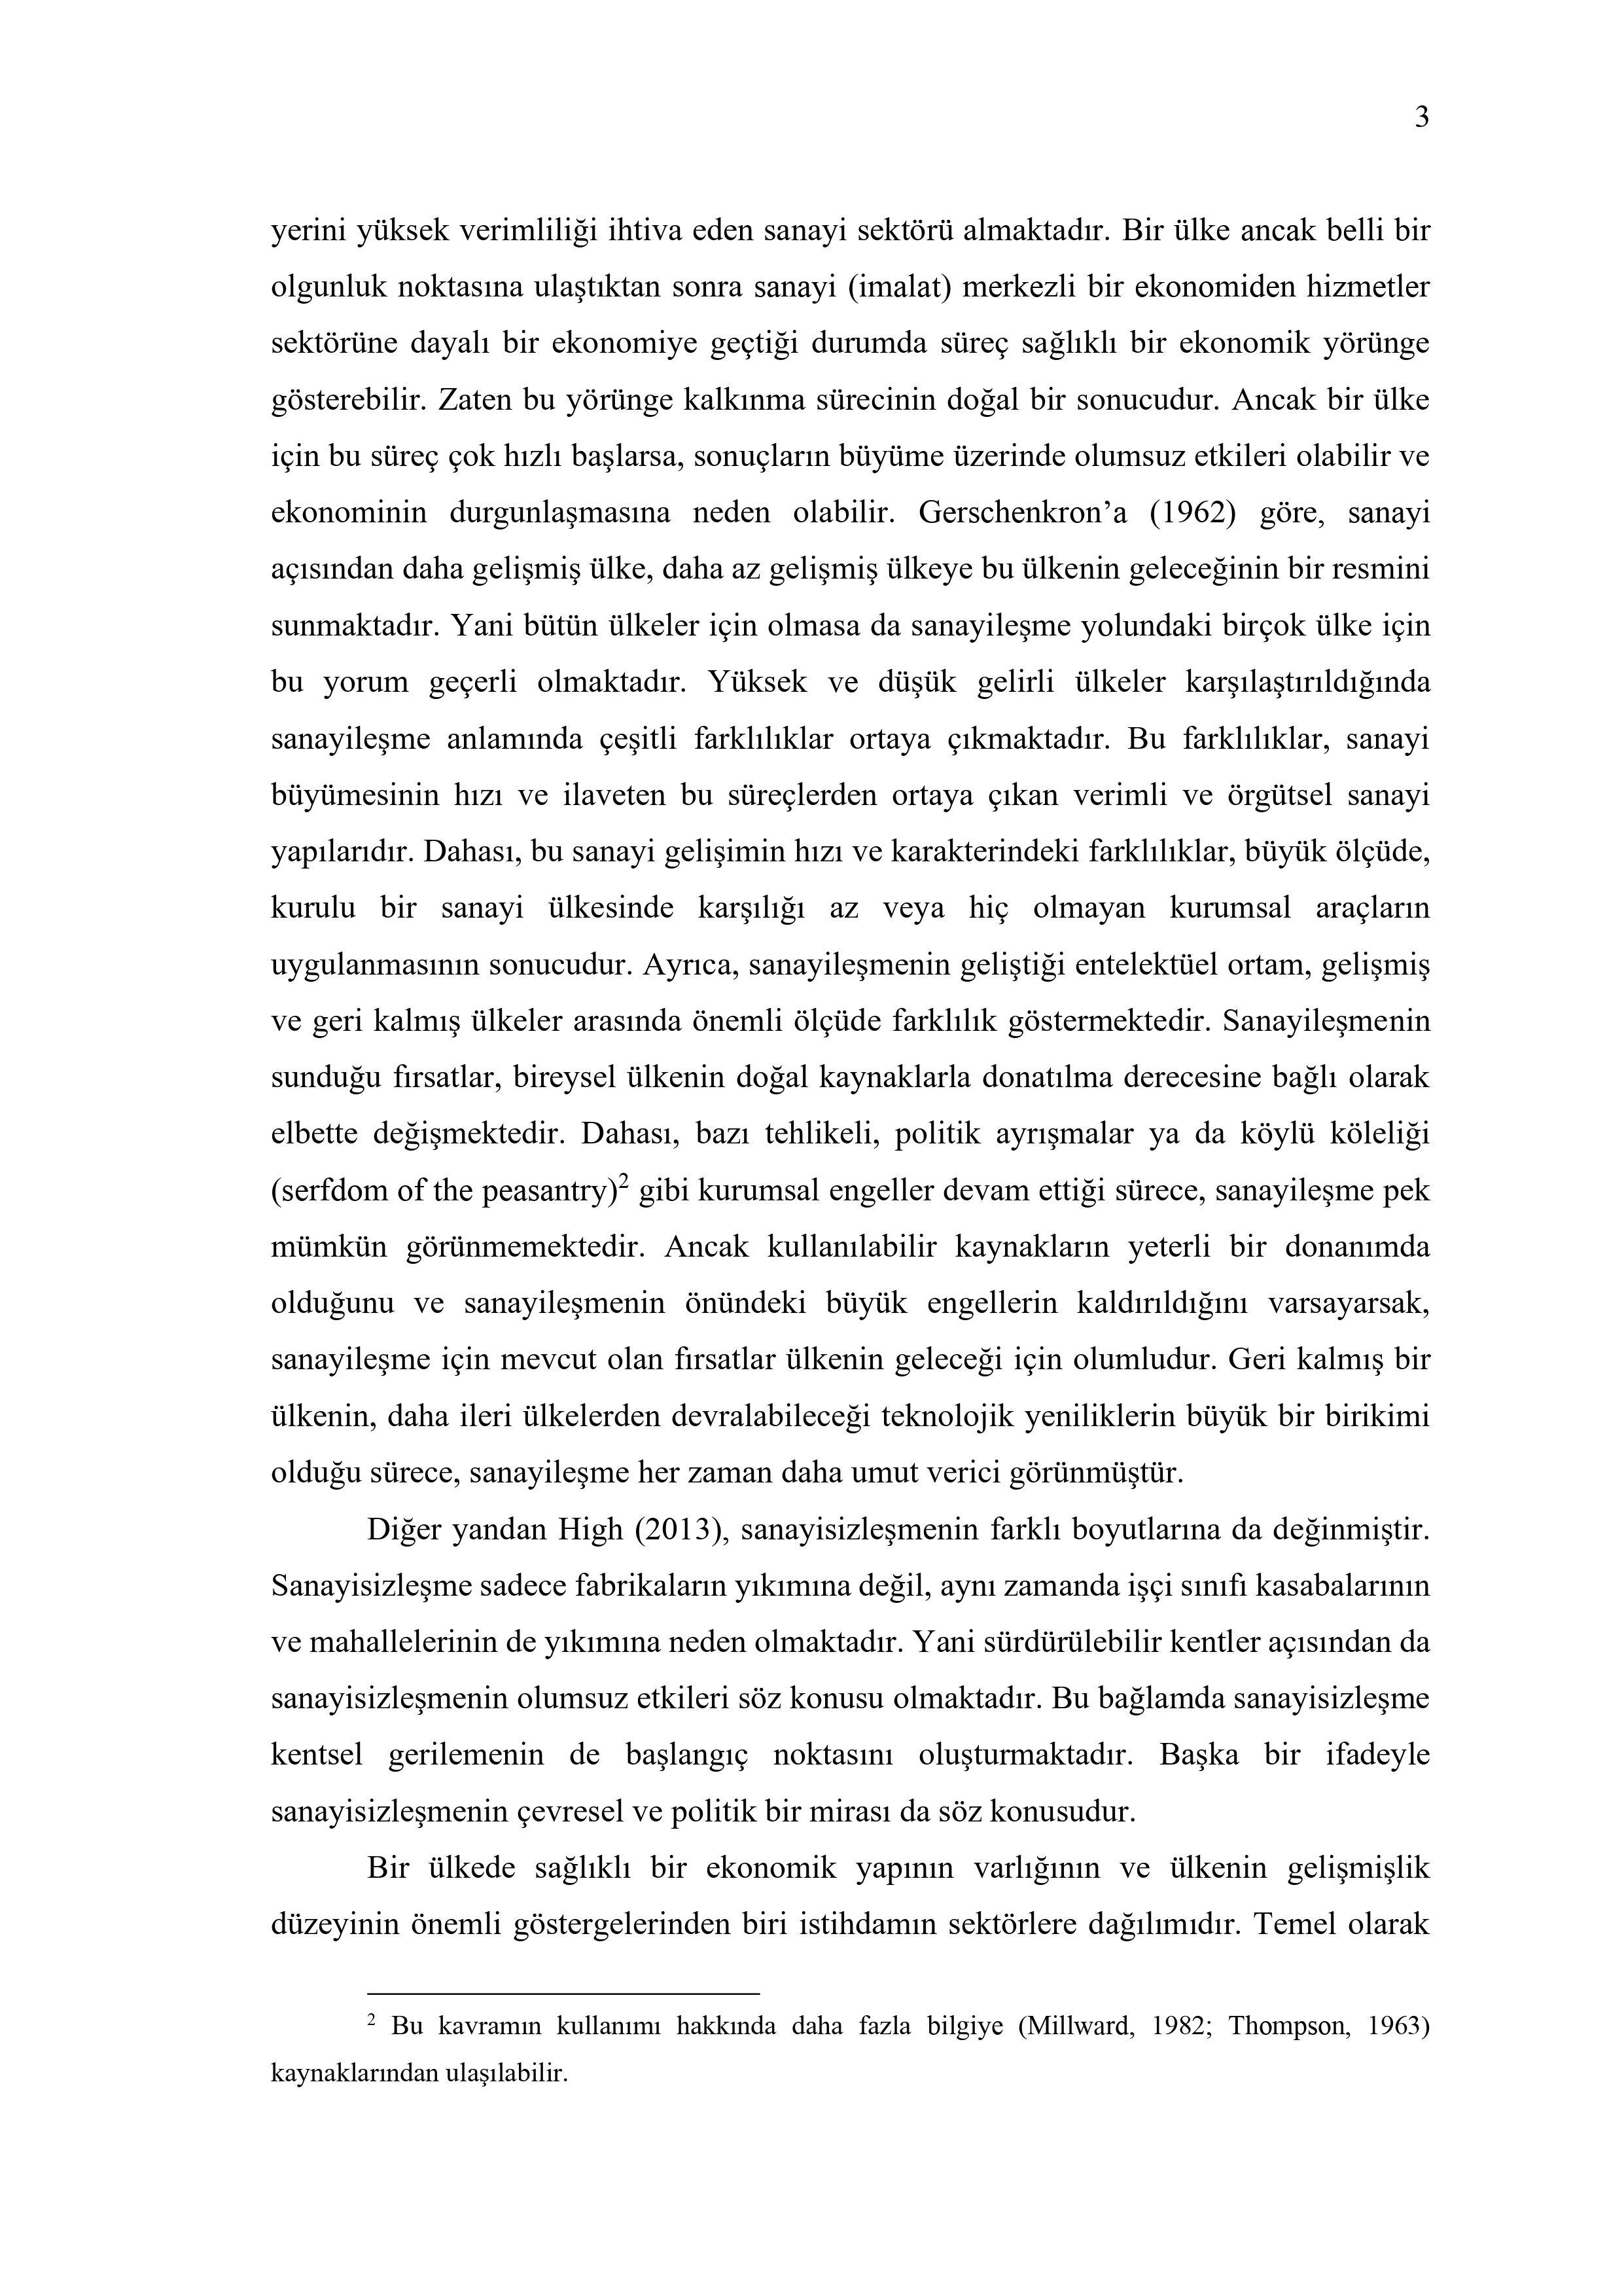 3
yerini yüksek verimliliği ihtiva eden sanayi sektörü almaktadır. Bir ülke ancak belli bir
olgunluk noktasına ulaştıktan sonra sanayi (imalat) merkezli bir ekonomiden hizmetler
sektörüne dayalı bir ekonomiye geçtiği durumda süreç sağlıklı bir ekonomik yörünge
gösterebilir. Zaten bu yörünge kalkınma sürecinin doğal bir sonucudur. Ancak bir ülke
için bu süreç çok hızlı başlarsa, sonuçların büyüme üzerinde olumsuz etkileri olabilir ve
ekonominin durgunlaşmasına neden olabilir. Gerschenkron’a (1962) göre, sanayi
açısından daha gelişmiş ülke, daha az gelişmiş ülkeye bu ülkenin geleceğinin bir resmini
sunmaktadır. Yani bütün ülkeler için olmasa da sanayileşme yolundaki birçok ülke için
bu yorum geçerli olmaktadır. Yüksek ve düşük gelirli ülkeler karşılaştırıldığında
sanayileşme anlamında çeşitli farklılıklar ortaya çıkmaktadır. Bu farklılıklar, sanayi
büyümesinin hızı ve ilaveten bu süreçlerden ortaya çıkan verimli ve örgütsel sanayi
yapılarıdır. Dahası, bu sanayi gelişimin hızı ve karakterindeki farklılıklar, büyük ölçüde,
kurulu bir sanayi ülkesinde karşılığı az veya hiç olmayan kurumsal araçların
uygulanmasının sonucudur. Ayrıca, sanayileşmenin geliştiği entelektüel ortam, gelişmiş
ve geri kalmış ülkeler arasında önemli ölçüde farklılık göstermektedir. Sanayileşmenin
sunduğu fırsatlar, bireysel ülkenin doğal kaynaklarla donatılma derecesine bağlı olarak
elbette değişmektedir. Dahası, bazı tehlikeli, politik ayrışmalar ya da köylü köleliği
(serfdom of the peasantry)² gibi kurumsal engeller devam ettiği sürece, sanayileşme pek
mümkün görünmemektedir. Ancak kullanılabilir kaynakların yeterli bir donanımda
olduğunu ve sanayileşmenin önündeki büyük engellerin kaldırıldığını varsayarsak,
sanayileşme için mevcut olan fırsatlar ülkenin geleceği için olumludur. Geri kalmış bir
ülkenin, daha ileri ülkelerden devralabileceği teknolojik yeniliklerin büyük bir birikimi
olduğu sürece, sanayileşme her zaman daha umut verici görünmüştür.
Diğer yandan High (2013), sanayisizleşmenin farklı boyutlarına da değinmiştir.
Sanayisizleşme sadece fabrikaların yıkımına değil, aynı zamanda işçi sınıfı kasabalarının
ve mahallelerinin de yıkımına neden olmaktadır. Yani sürdürülebilir kentler açısından da
sanayisizleşmenin olumsuz etkileri söz konusu olmaktadır. Bu bağlamda sanayisizleşme
kentsel gerilemenin de başlangıç noktasını oluşturmaktadır. Başka bir ifadeyle
sanayisizleşmenin çevresel ve politik bir mirası da söz konusudur.
Bir ülkede sağlıklı bir ekonomik yapının varlığının ve ülkenin gelişmişlik
düzeyinin önemli göstergelerinden biri istihdamın sektörlere dağılımıdır. Temel olarak
² Bu kavramın kullanımı hakkında daha fazla bilgiye (Millward, 1982; Thompson, 1963)
kaynaklarından ulaşılabilir.